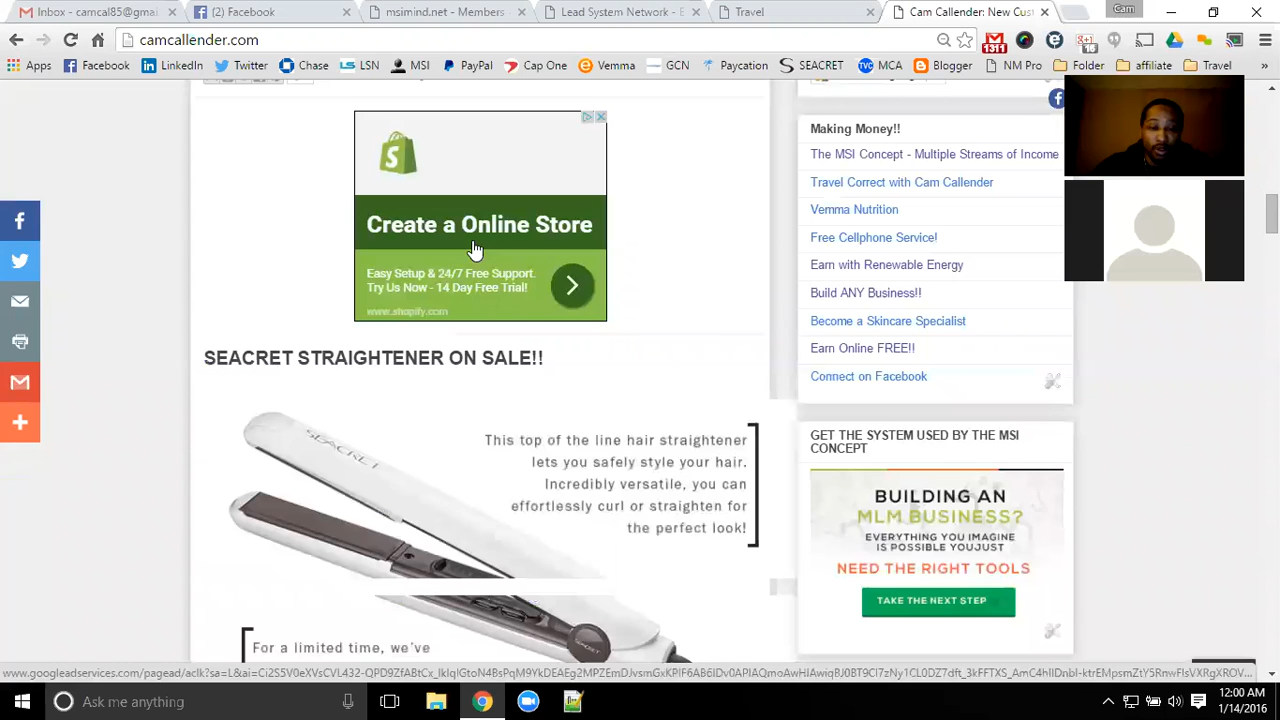 Inbox - camcal85@gmai
(2) Facebook
msimind.net - Members
Lead System Network - E
Travel
Cam Callender: New Cus
Cam
camcallender.com
1311
16
Apps
Facebook
LinkedIn
Twitter
Chase
LSN
MSI
PayPal
Cap One
Vemma
GCN
Paycation
SEACRET
MCA
Blogger
NM Pro
Folder
affiliate
Travel
Create a Online Store
Easy Setup & 24/7 Free Support.
Try Us Now - 14 Day Free Trial!
www.shopify.com
SEACRET STRAIGHTENER ON SALE!!
SEACRET
This top of the line hair straightener
lets you safely style your hair.
Incredibly versatile, you can
effortlessly curl or straighten for
the perfect look!
For a limited time, we've
Making Money!!
The MSI Concept - Multiple Streams of Income
Travel Correct with Cam Callender
Vemma Nutrition
Free Cellphone Service!
Earn with Renewable Energy
Build ANY Business!!
Become a Skincare Specialist
Earn Online FREE!!
Connect on Facebook
GET THE SYSTEM USED BY THE MSI
CONCEPT
BUILDING AN
MLM BUSINESS?
EVERYTHING YOU IMAGINE
IS POSSIBLE YOUJUST
NEED THE RIGHT TOOLS
TAKE THE NEXT STEP
Ask me anything
12:00 AM
1/14/2016